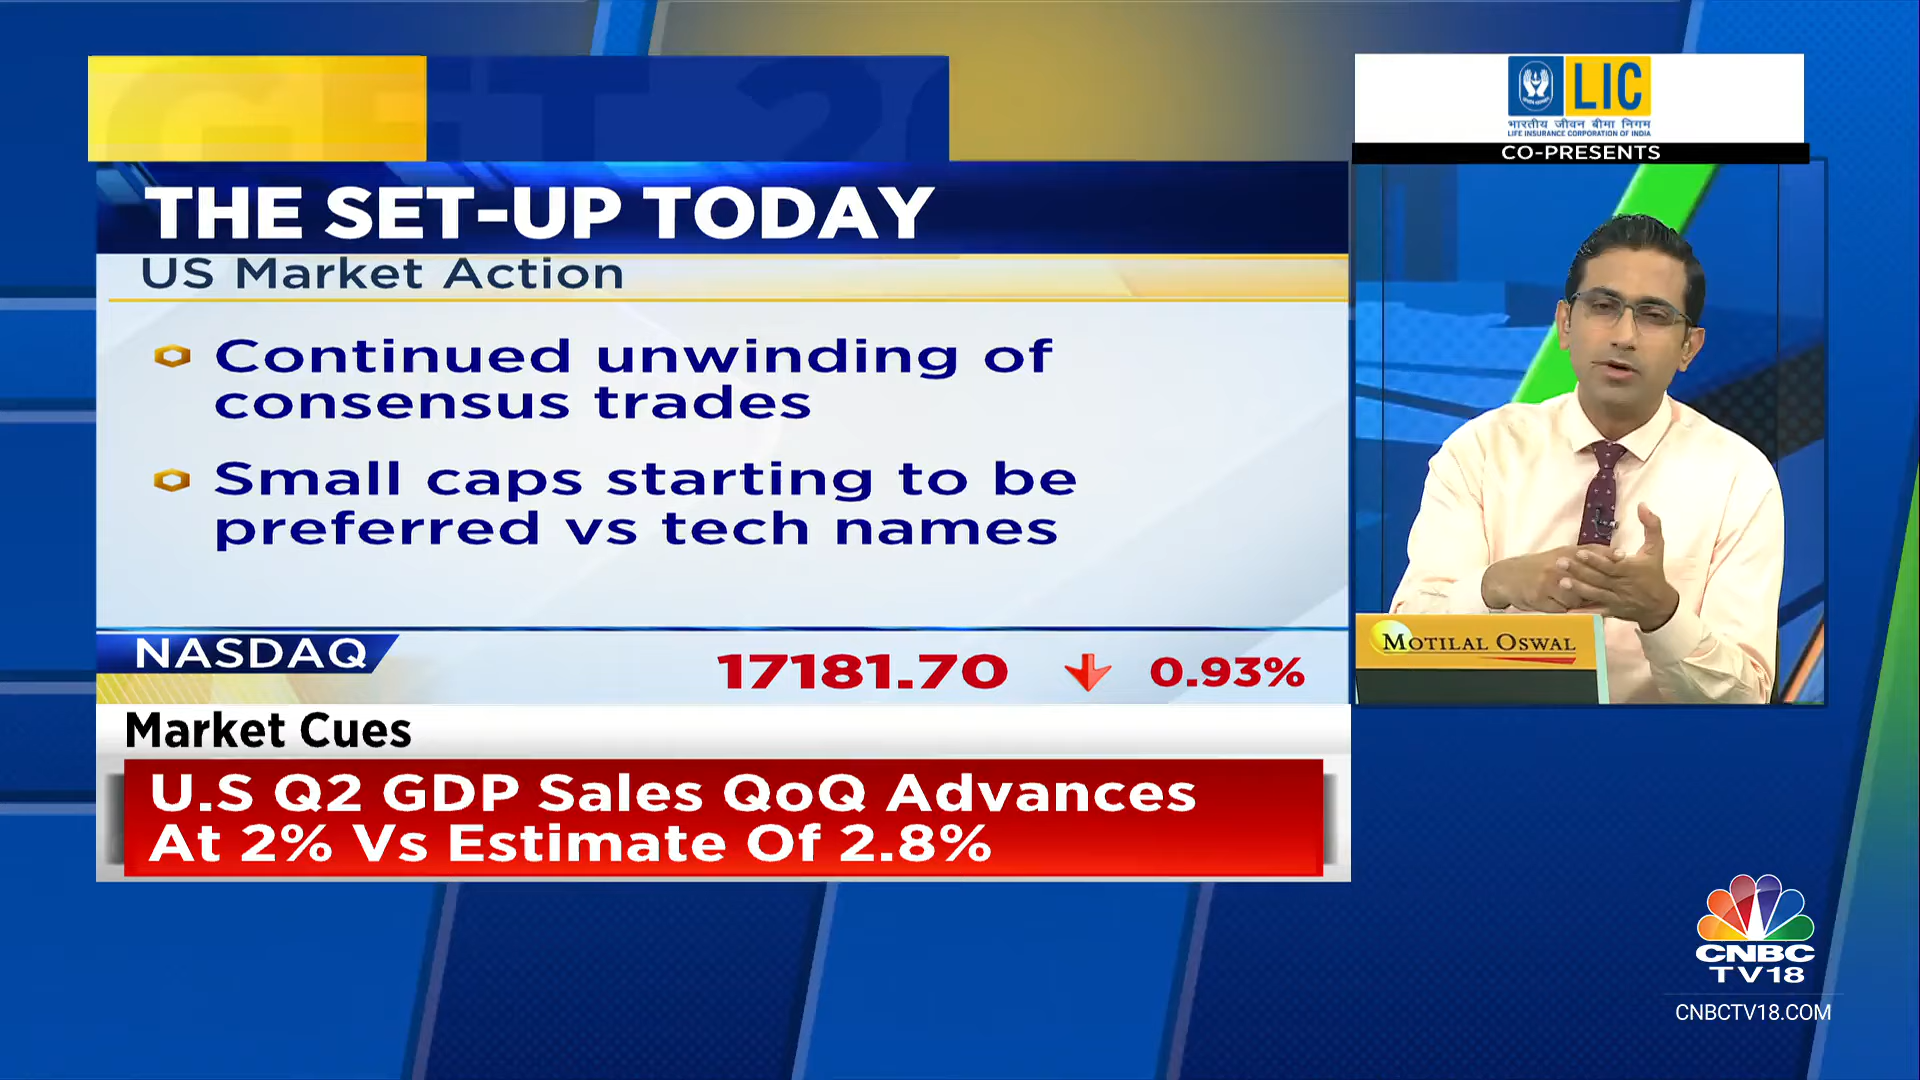 LIC
भारतीय जीवन बीमा निगम
LIFE INSURANCE CORPORATION OF INDIA
CO-PRESENTS
THE SET-UP TODAY
US Market Action
Continued unwinding of
consensus trades
Small caps starting to be
preferred vs tech names
NASDAQ
17181.70
0.93%
MOTILAL OSWAL
Market Cues
U.S Q2 GDP Sales QoQ Advances
At 2% Vs Estimate Of 2.8%
CNBC
TV18
CNBCTV18.COM